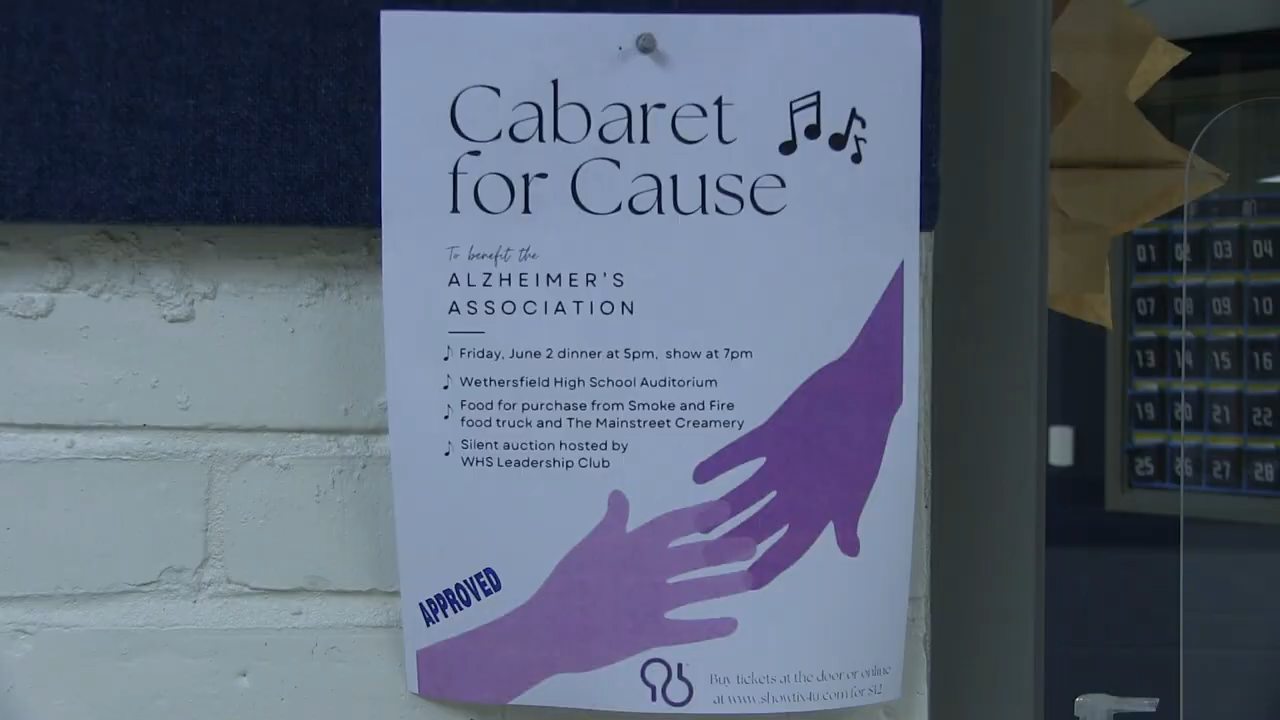 Cabaret
for Cause
To benefit the
ALZHEIMER'S
ASSOCIATION
Friday, June 2 dinner at 5pm, show at 7pm
Wethersfield High School Auditorium
Food for purchase from Smoke and Fire
food truck and The Mainstreet Creamery
Silent auction hosted by
WHS Leadership Club
APPROVED
Buy tickets at the door or online
at www.showtix4u.com for $12
01 02 03 04
07 08 09 10
13 14 15 16
19 20 21 22
25 26 27 28